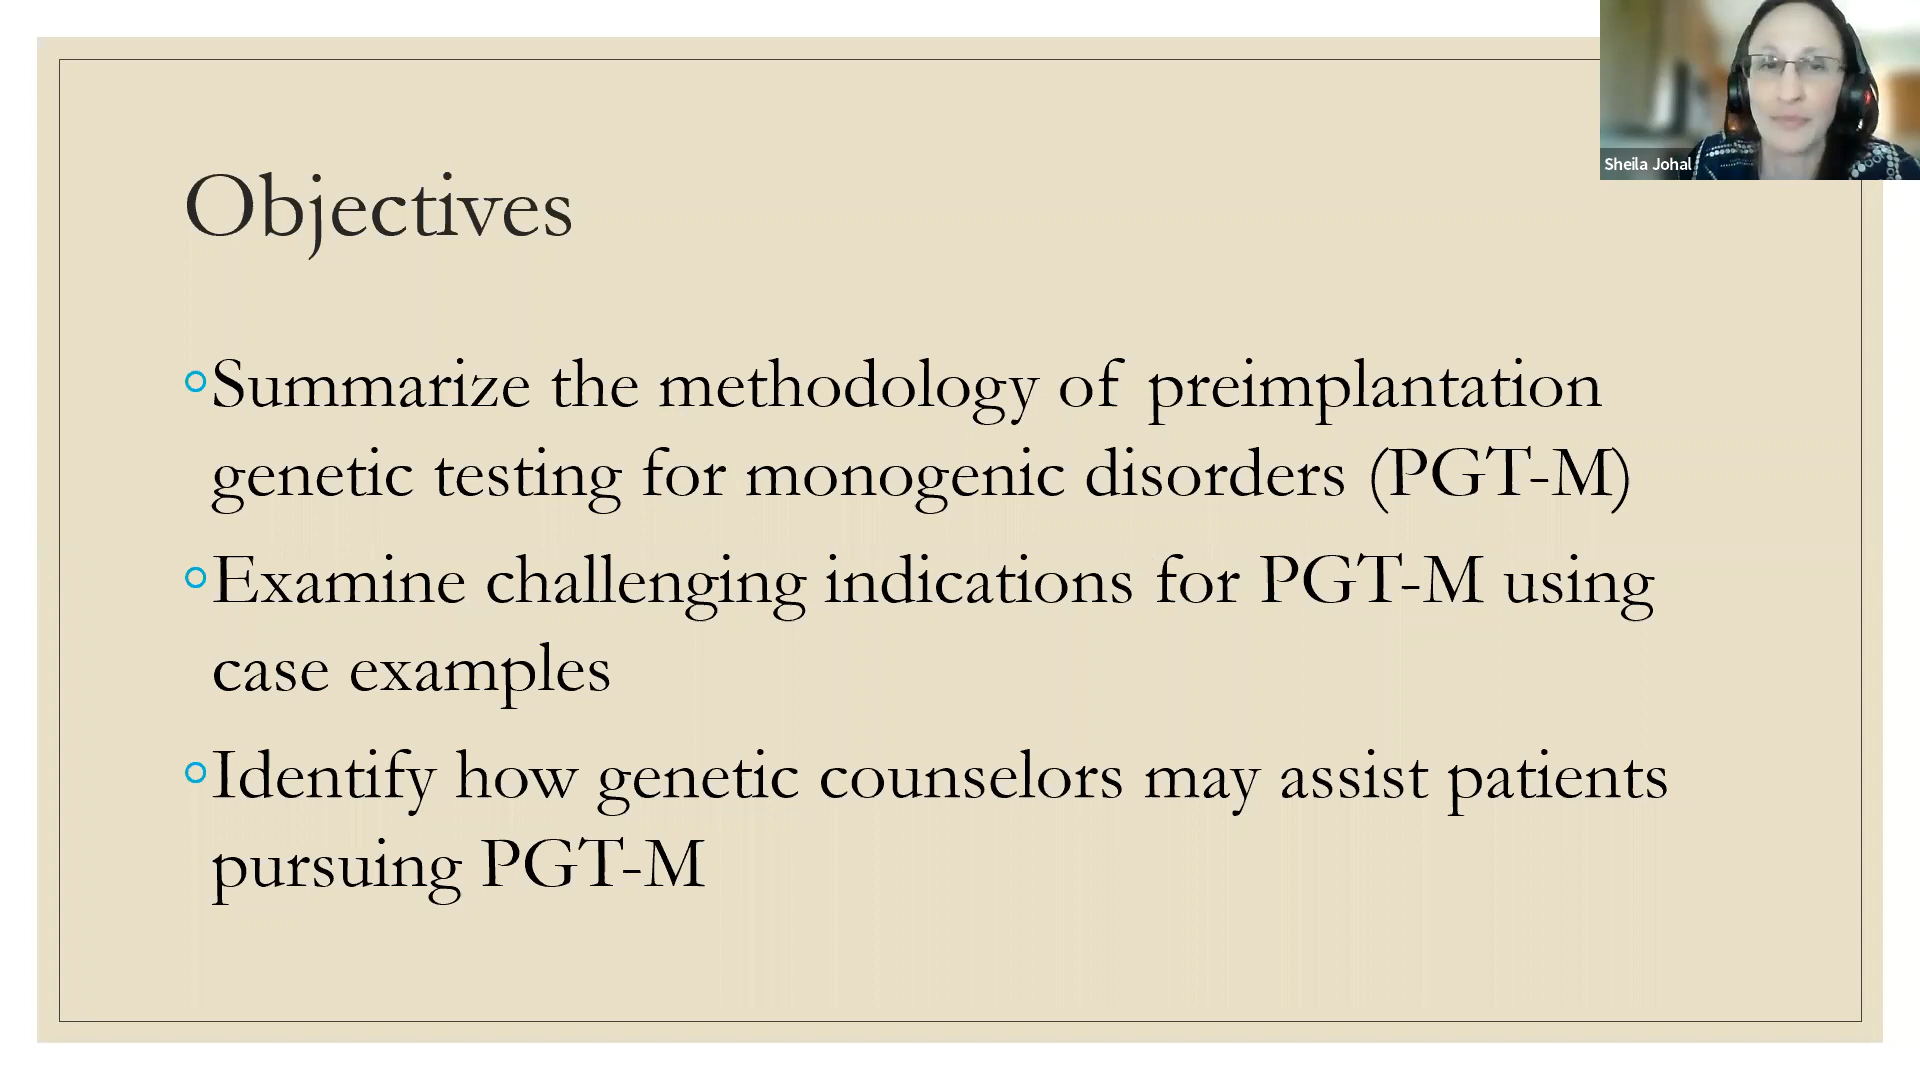 Sheila Johal
Objectives
Summarize the methodology of preimplantation
genetic testing for monogenic disorders (PGT-M)
Examine challenging indications for PGT-M using
case examples
Identify how genetic counselors may assist patients
pursuing PGT-M